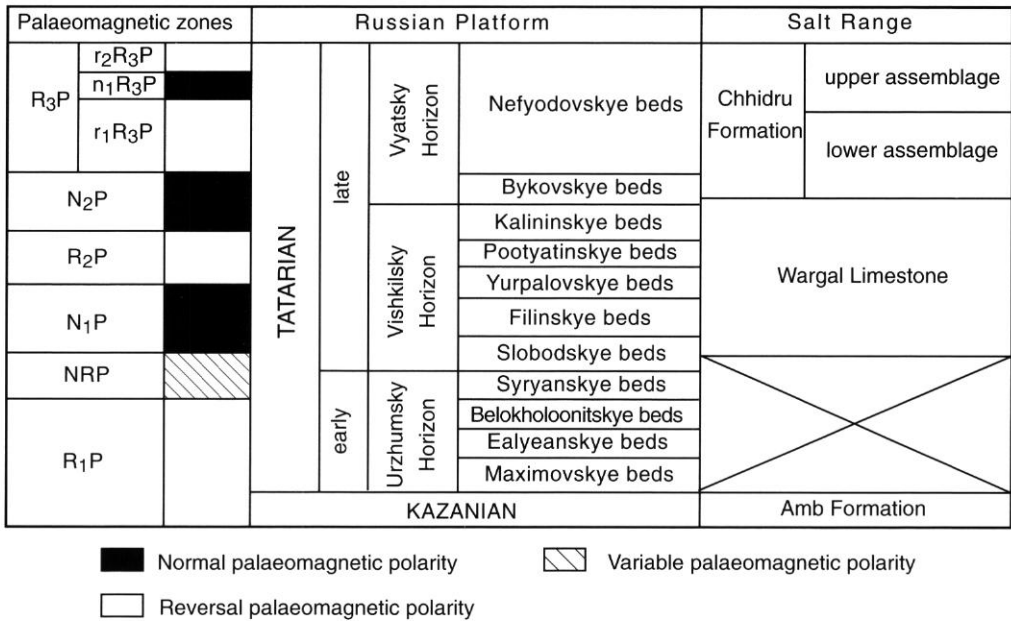 Palaeomagnetic zones
Russian Platform
Salt Range
R3P
r2R3P
n1R3P
r1R3P
N2P
R2P
N1P
NRP
R1P
TATARIAN
late
early
Vyatsky
Horizon
Vishkilsky
Horizon
Urzhumsky
Horizon
Nefyodovskye beds
Bykovskye beds
Kalininskye beds
Pootyatinskye beds
Yurpalovskye beds
Filinskye beds
Slobodskye beds
Syryanskye beds
Belokholoonitskye beds
Ealyeanskye beds
Maximovskye beds
KAZANIAN
Chhidru
Formation
upper assemblage
lower assemblage
Wargal Limestone
Amb Formation
Normal palaeomagnetic polarity
Variable palaeomagnetic polarity
Reversal palaeomagnetic polarity